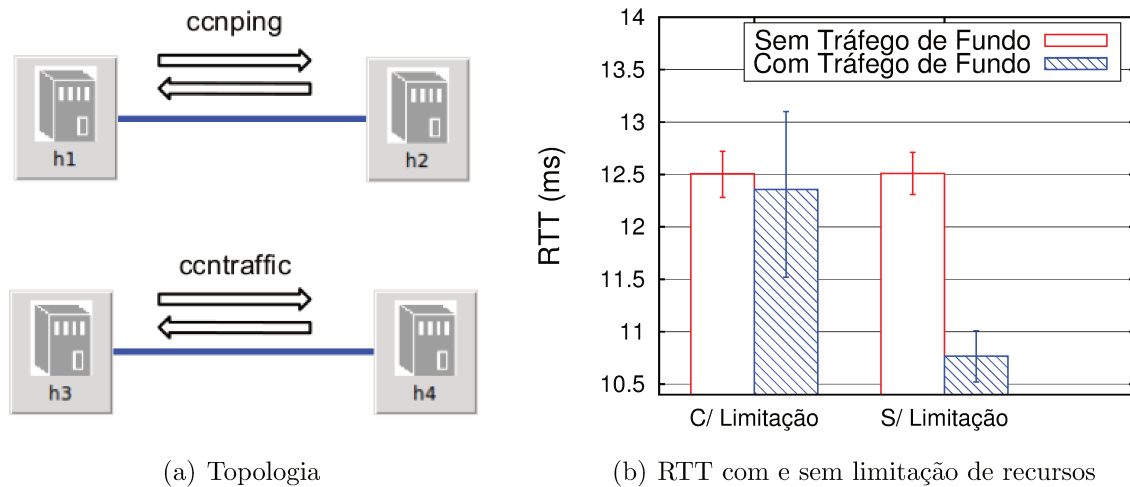 ccnping
h1
h2
ccntraffic
h3
h4
(a) Topologia
14
13.5
13
12.5
12
11.5
11
10.5
RTT (ms)
Sem Tráfego de Fundo
Com Tráfego de Fundo
C/ Limitação
S/ Limitação
(b) RTT com e sem limitação de recursos